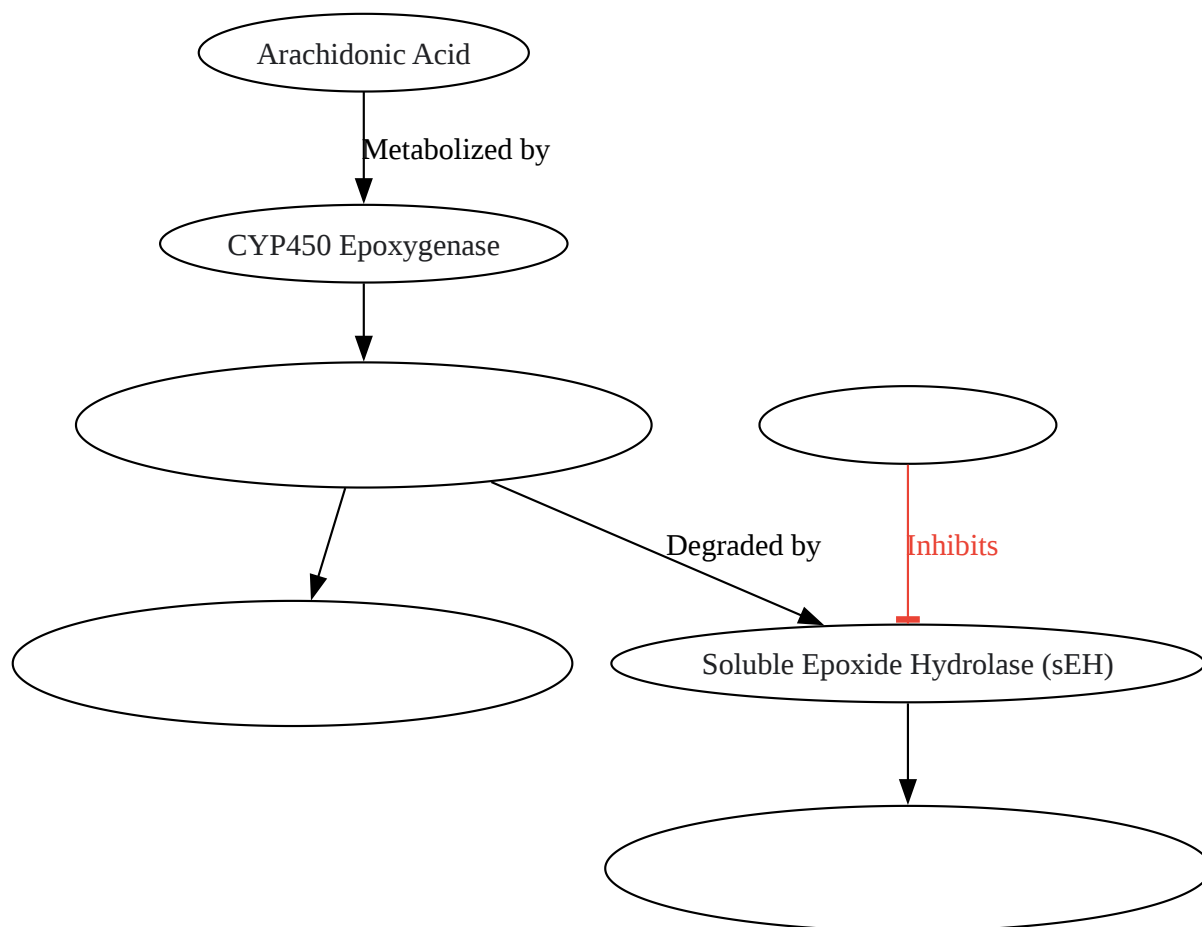 Arachidonic Acid
Metabolized by
CYP450 Epoxygenase
Degraded by
Inhibits
Soluble Epoxide Hydrolase (sEH)